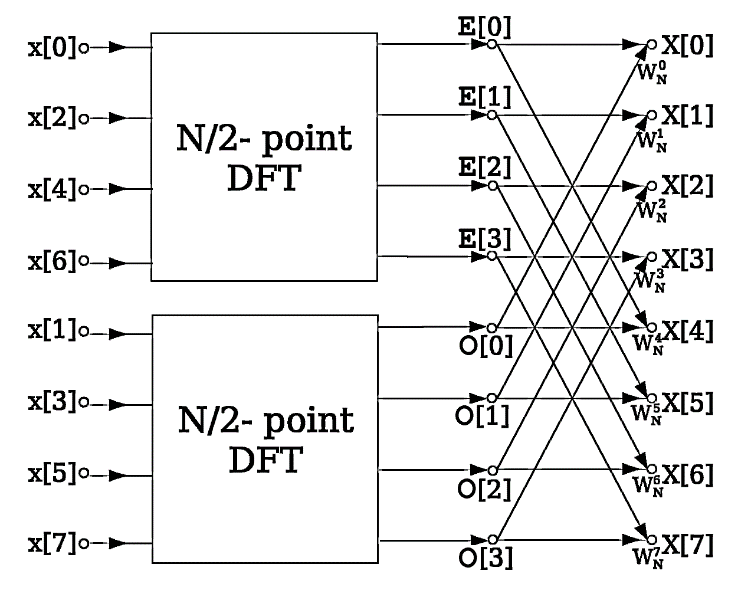 x[0]
x[2]
x[4]
x[6]
x[1]
x[3]
x[5]
x[7]
N/2- point
DFT
N/2- point
DFT
E[0]
E[1]
E[2]
E[3]
O[0]
O[1]
O[2]
O[3]
X[0]
W_N^0
X[1]
W_N^1
X[2]
W_N^2
X[3]
W_N^3
X[4]
W_N^4
X[5]
W_N^5
X[6]
W_N^6
X[7]
W_N^7